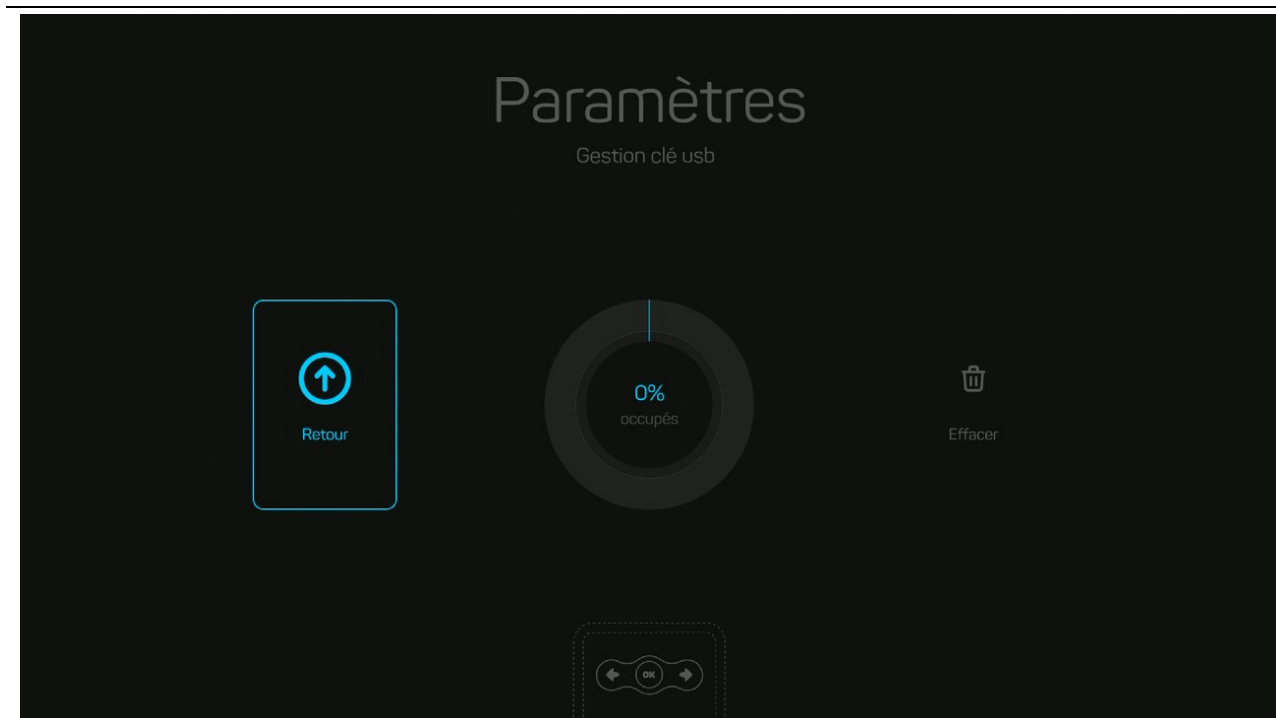 Paramètres
Gestion clé usb
0%
occupés
Retour
Effacer
OK